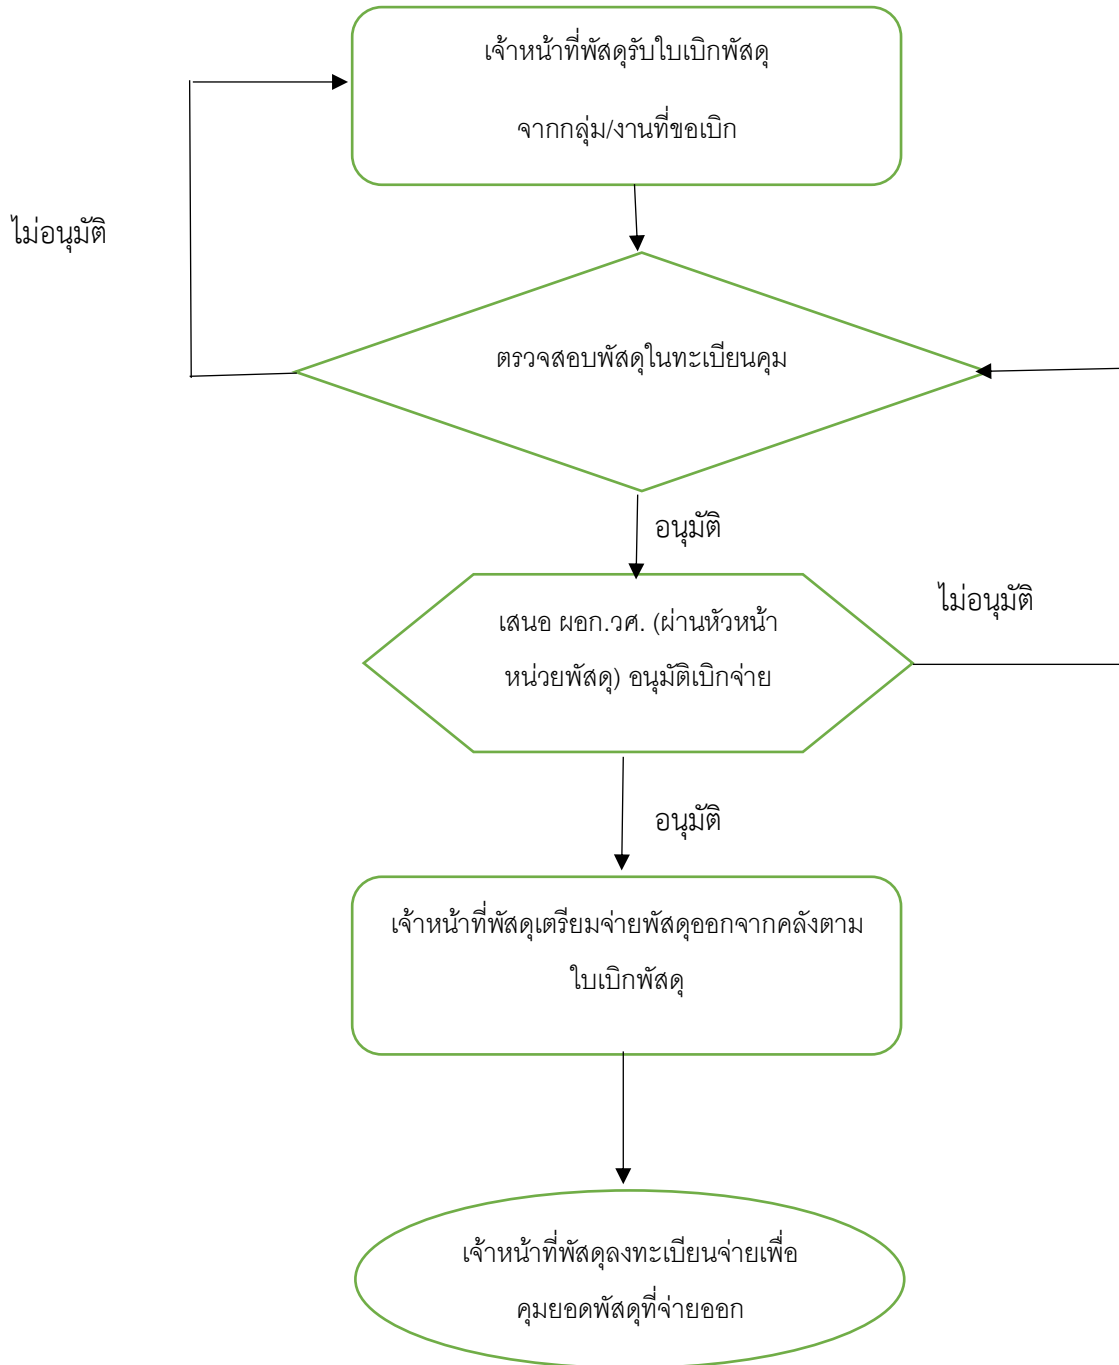 เจ้าหน้าที่พัสดุรับใบเบิกพัสดุ
จากกลุ่ม/งานที่ขอเบิก
ไม่อนุมัติ
ตรวจสอบพัสดุในทะเบียนคุม
อนุมัติ
ไม่อนุมัติ
เสนอ ผอก.วศ. (ผ่านหัวหน้า
หน่วยพัสดุ) อนุมัติเบิกจ่าย
อนุมัติ
เจ้าหน้าที่พัสดุเตรียมจ่ายพัสดุออกจากคลังตาม
ใบเบิกพัสดุ
เจ้าหน้าที่พัสดุลงทะเบียนจ่ายเพื่อ
คุมยอดพัสดุที่จ่ายออก